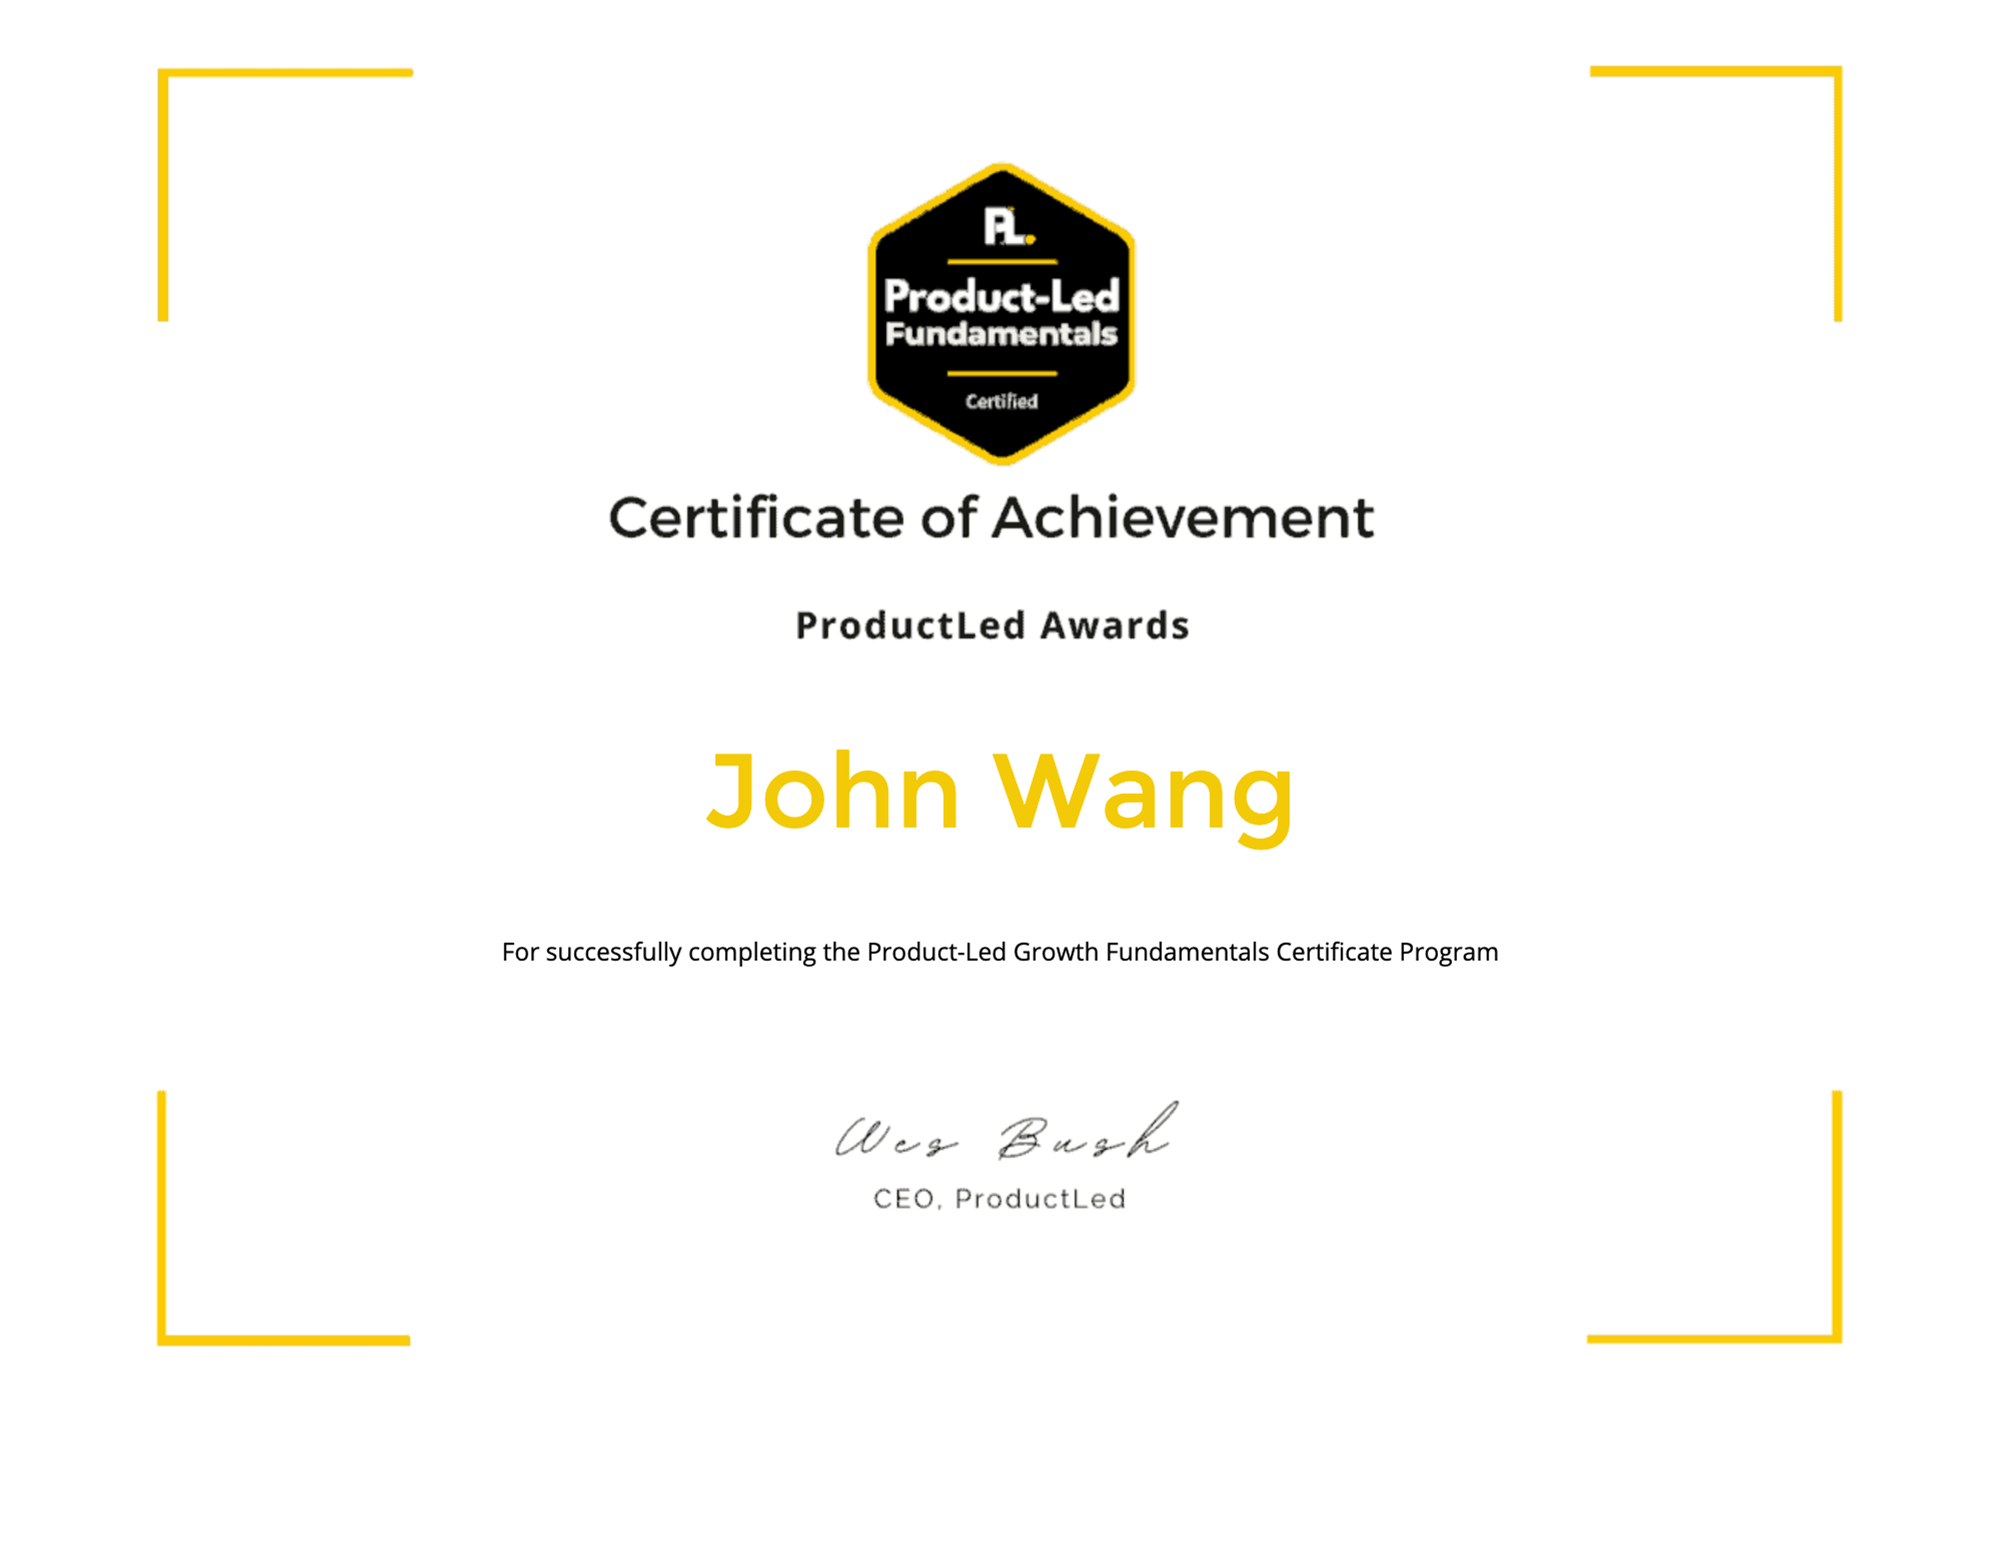 PL.
Product-Led
Fundamentals
Certified
Certificate of Achievement
ProductLed Awards
John Wang
For successfully completing the Product-Led Growth Fundamentals Certificate Program
Wes Bush
CEO, ProductLed